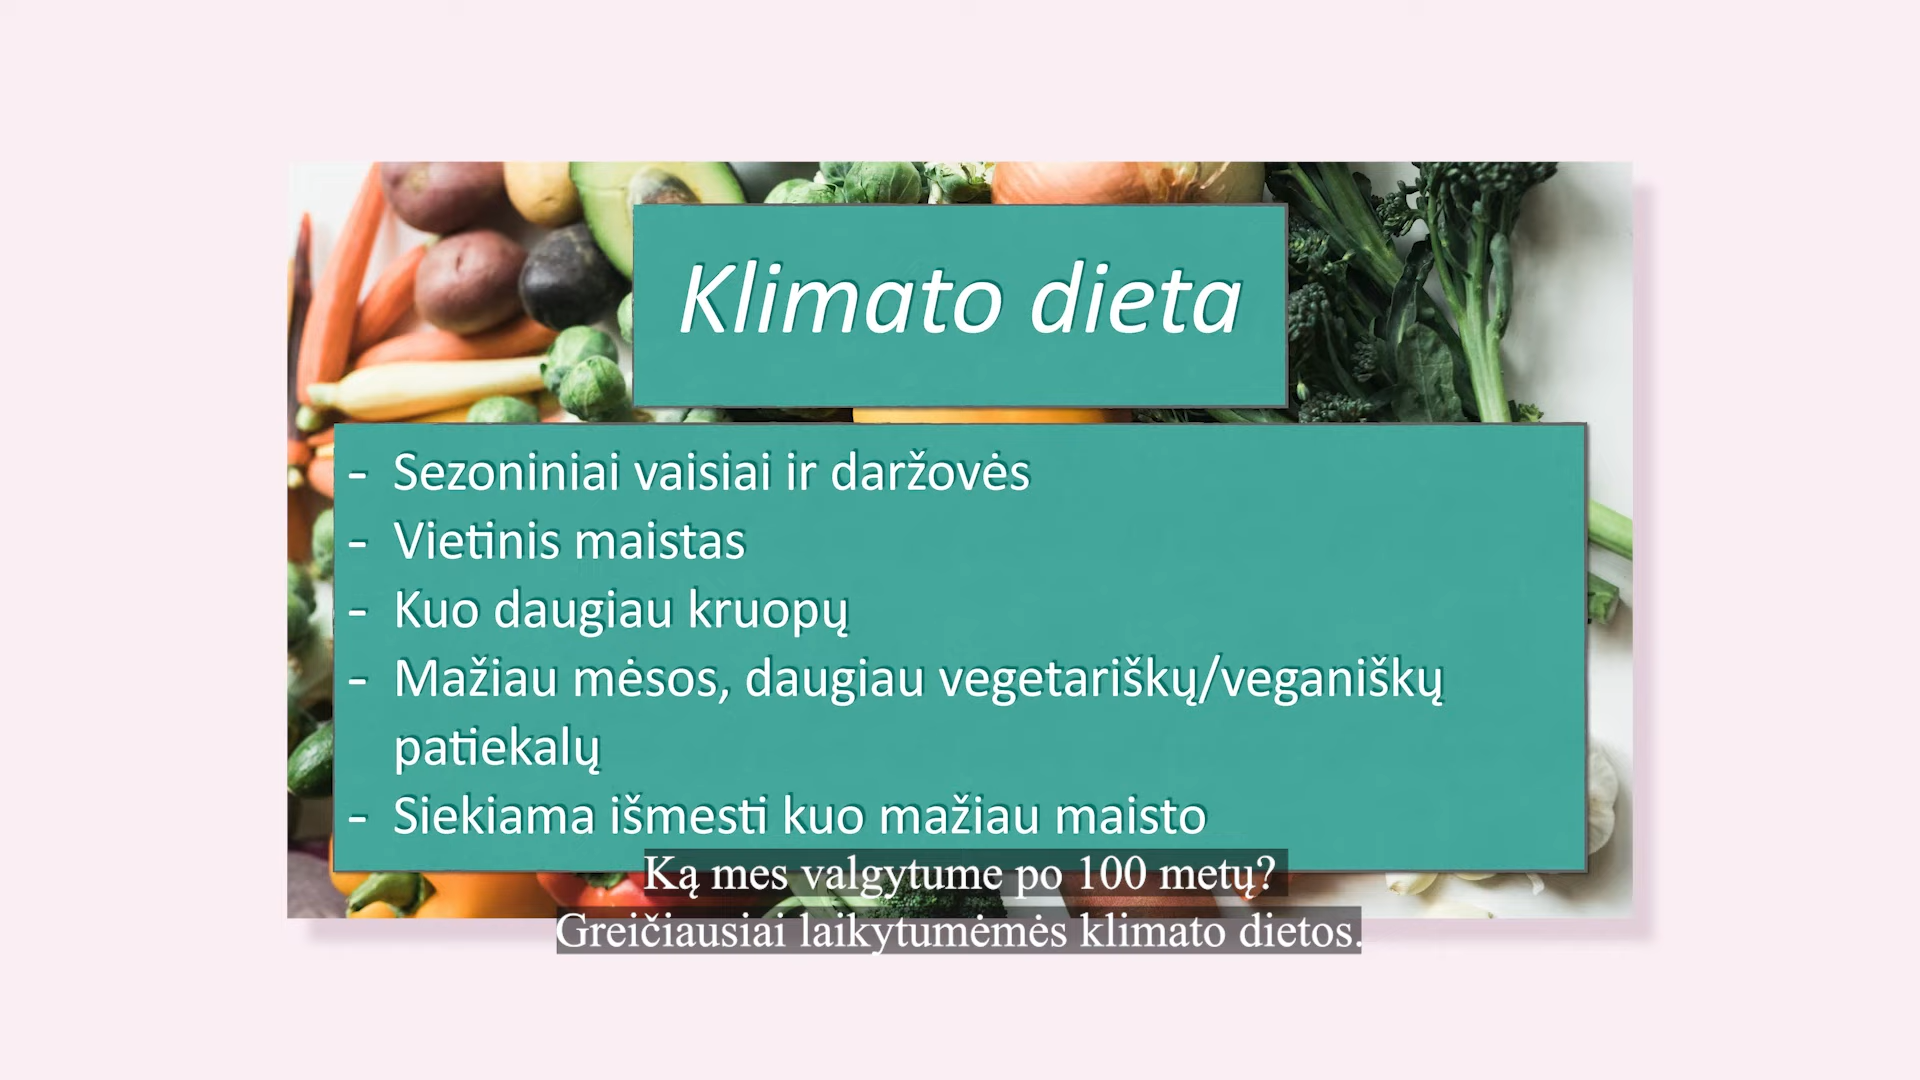 Klimato dieta
- Sezoniniai vaisiai ir daržovės
- Vietinis maistas
- Kuo daugiau kruopų
- Mažiau mėsos, daugiau vegetariškų/veganiškų
patiekalų
- Siekiama išmesti kuo mažiau maisto
Ką mes valgytume po 100 metų?
Greičiausiai laikytumėmės klimato dietos.